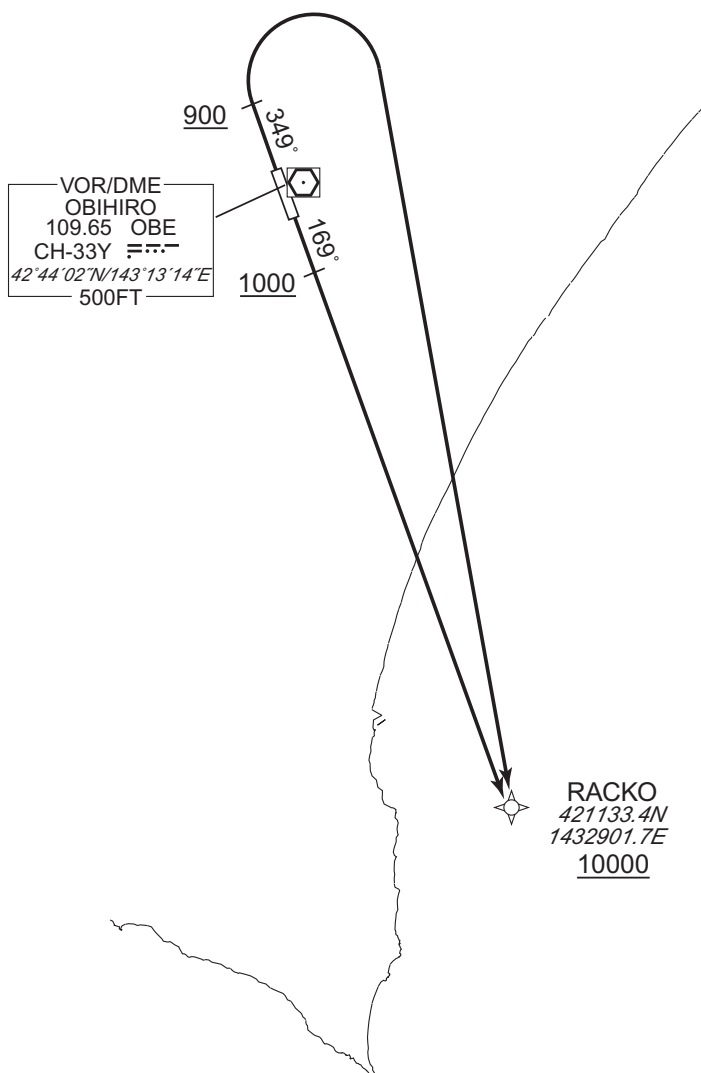 900
349°
VOR/DME
OBIHIRO
109.65 OBE
CH-33Y
42°44´02˝N/143°13´14˝E
500FT
169°
1000
RACKO
421133.4N
1432901.7E
10000